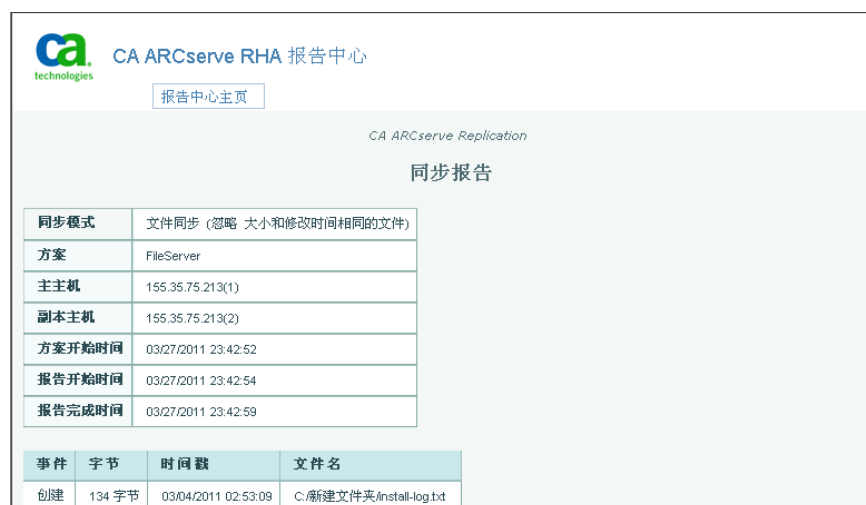 ca
technologies
CA ARCserve RHA 报告中心
报告中心主页
CA ARCserve Replication
同步报告
同步模式 文件同步 (忽略 大小和修改时间相同的文件)
方案 FileServer
主主机 155.35.75.213(1)
副本主机 155.35.75.213(2)
方案开始时间 03/27/2011 23:42:52
报告开始时间 03/27/2011 23:42:54
报告完成时间 03/27/2011 23:42:59
事件 字节 时间戳 文件名
创建 134 字节 03/04/2011 02:53:09 C:/新建文件夹/install-log.txt